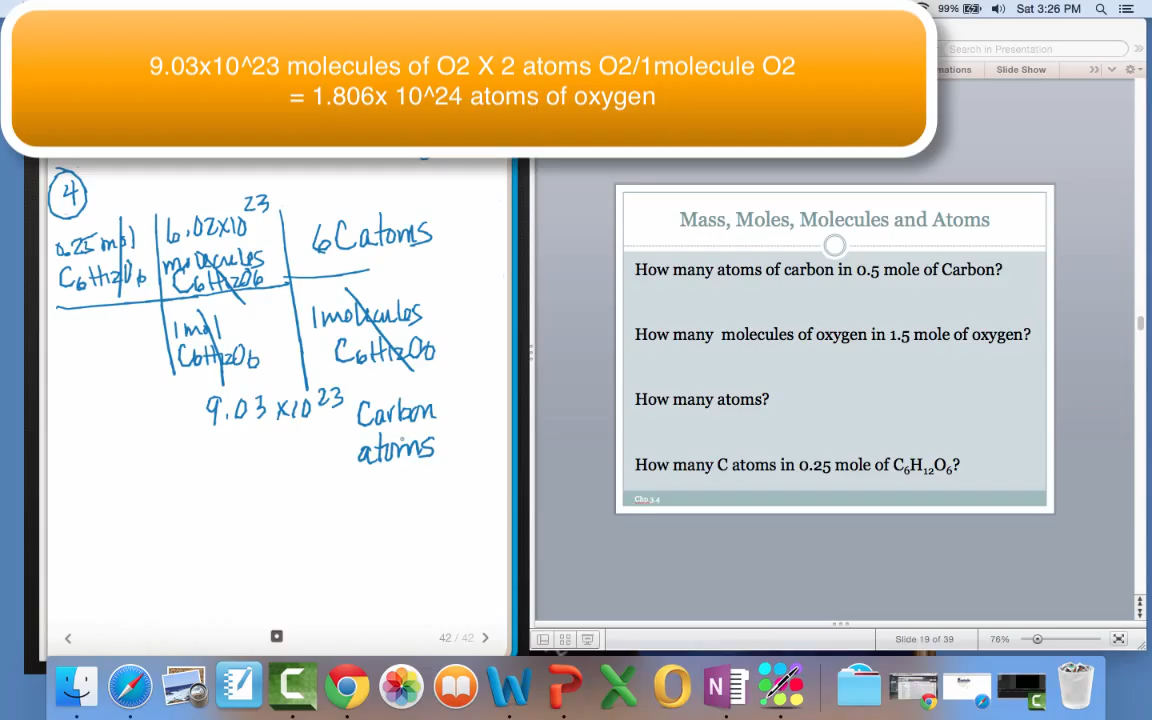 99% Sat 3:26 PM
9.03x10^23 molecules of O2 X 2 atoms O2/1molecule O2
= 1.806x 10^24 atoms of oxygen
Search in Presentation
mations Slide Show
4
0.25 mol
C6H12O6
6.02x10^23
molecules
C6H12O6
6 C atoms
1 mol
C6H12O6
1 molecules
C6H12O6
9.03 x10^23 Carbon
atoms
42 / 42
Mass, Moles, Molecules and Atoms
How many atoms of carbon in 0.5 mole of Carbon?
How many molecules of oxygen in 1.5 mole of oxygen?
How many atoms?
How many C atoms in 0.25 mole of C₆H₁₂O₆?
Chp 3.4
Slide 19 of 39 76%